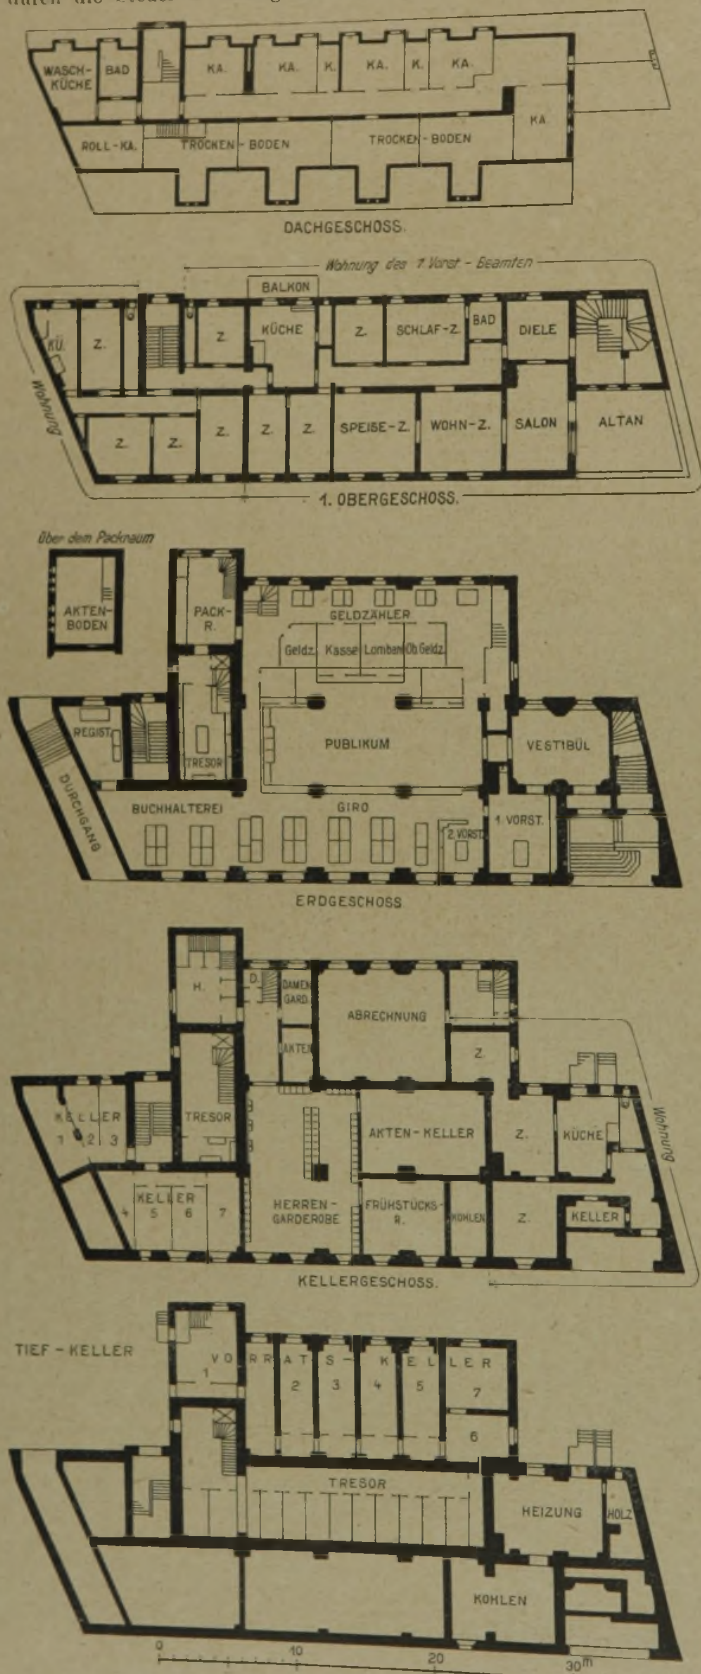 WASCH-
KÜCHE
BAD
KA.
KA.
K.
KA.
K.
KA.
KA.
ROLL-KA.
TROCKEN-BODEN
TROCKEN-BODEN
DACHGESCHOSS.
Wohnung des 1. Vorst-Beamten
BALKON
KÜ.
Z.
Z.
KÜCHE
Z.
SCHLAF-Z.
BAD
DIELE
Wohnung
Z.
Z.
Z.
Z.
Z.
SPEISE-Z.
WOHN-Z.
SALON
ALTAN
1. OBERGESCHOSS.
über dem Packraum
AKTEN-
BODEN
PACK-
R.
GELDZÄHLER
Geldz.
Kasse
Lombard
Ob. Geldz.
REGIST.
TRESOR
PUBLIKUM
VESTIBÜL
DURCHGANG
BUCHHALTEREI
GIRO
2. VORST.
1. VORST.
ERDGESCHOSS
H.
D.
DAMEN
GARD.
ABRECHNUNG
AKTEN
Z.
KELLER
1 2 3
TRESOR
AKTEN-KELLER
Z.
KÜCHE
Wohnung
KELLER
4 5 6 7
HERREN-
GARDEROBE
FRÜHSTÜCKS-
R.
KOHLEN
Z.
KELLER
KELLERGESCHOSS.
TIEF-KELLER
VORRATS-KELLER
1 2 3 4 5 7
6
TRESOR
HEIZUNG
HOLZ
KOHLEN
0 10 20 30m